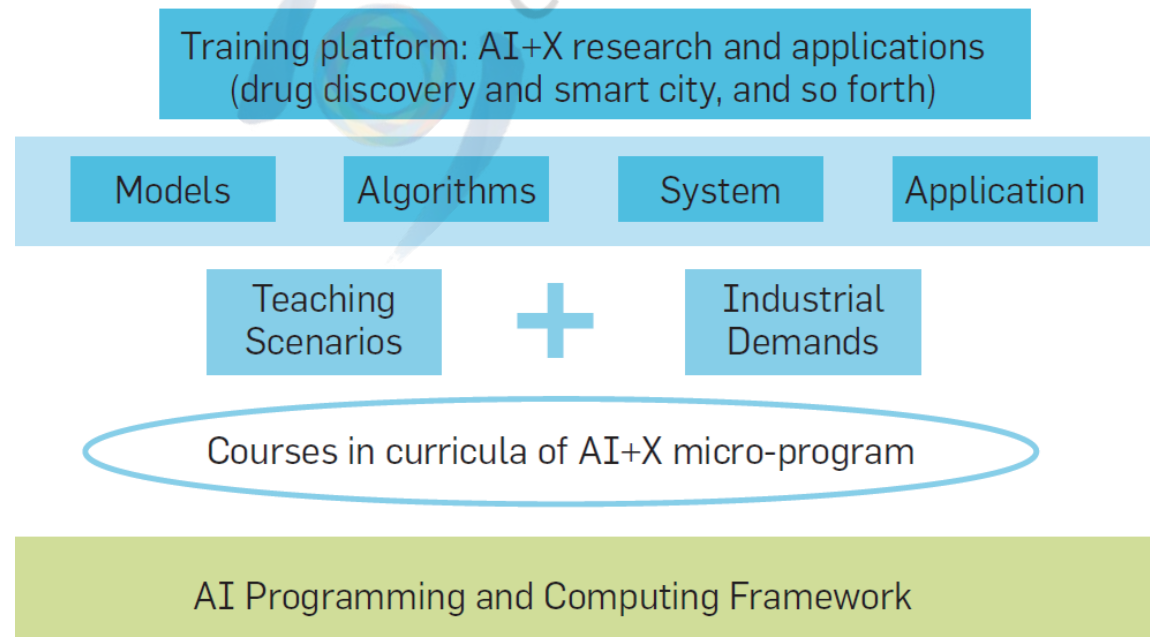 Training platform: AI+X research and applications
(drug discovery and smart city, and so forth)
Models
Algorithms
System
Application
Teaching
Scenarios
+
Industrial
Demands
Courses in curricula of AI+X micro-program
AI Programming and Computing Framework